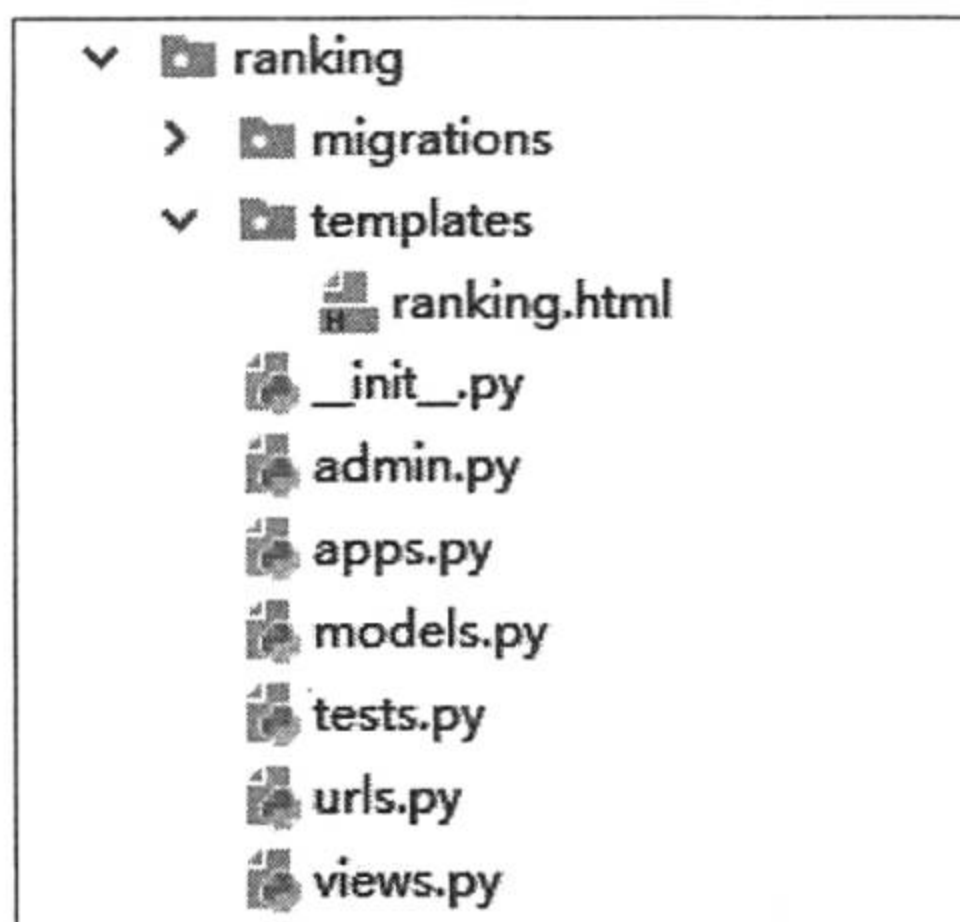 ranking
migrations
templates
ranking.html
__init__.py
admin.py
apps.py
models.py
tests.py
urls.py
views.py